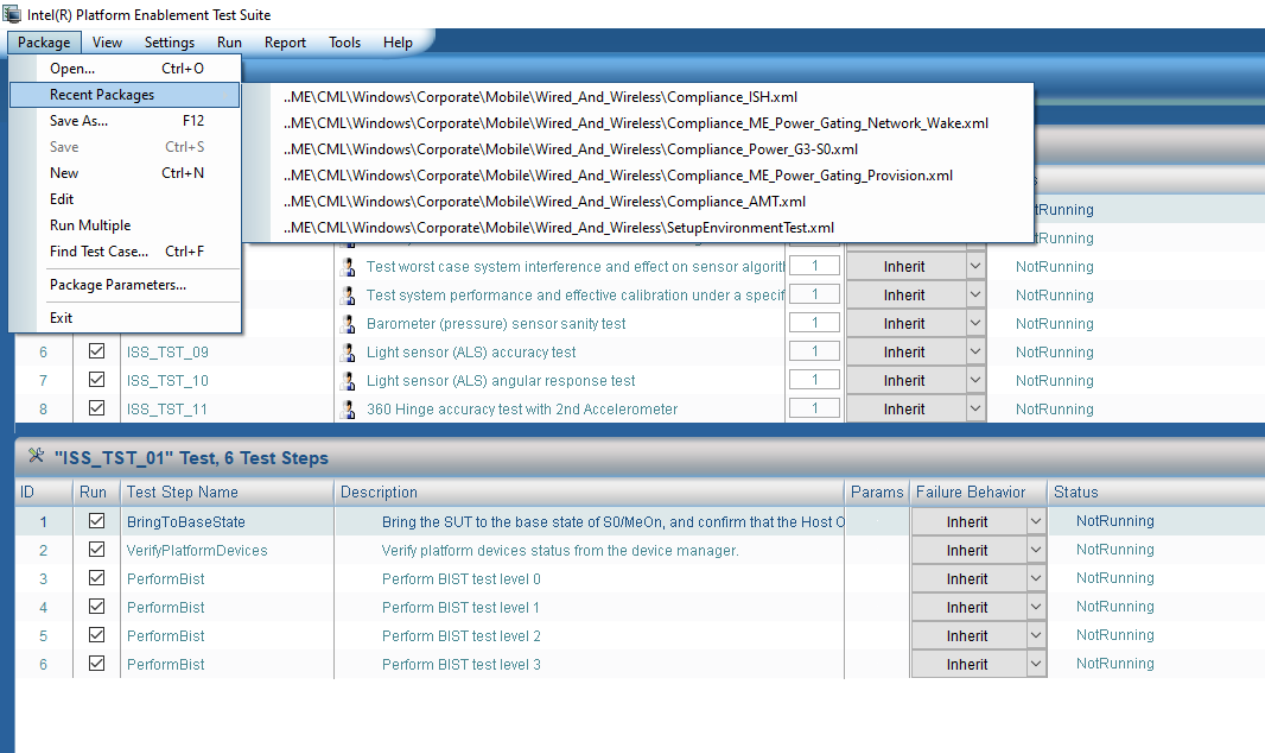 Intel(R) Platform Enablement Test Suite
Package View Settings Run Report Tools Help
Open... Ctrl+O
Recent Packages
Save As... F12
Save Ctrl+S
New Ctrl+N
Edit
Run Multiple
Find Test Case... Ctrl+F
Package Parameters...
Exit
..ME\CML\Windows\Corporate\Mobile\Wired_And_Wireless\Compliance_ISH.xml
..ME\CML\Windows\Corporate\Mobile\Wired_And_Wireless\Compliance_ME_Power_Gating_Network_Wake.xml
..ME\CML\Windows\Corporate\Mobile\Wired_And_Wireless\Compliance_Power_G3-S0.xml
..ME\CML\Windows\Corporate\Mobile\Wired_And_Wireless\Compliance_ME_Power_Gating_Provision.xml
..ME\CML\Windows\Corporate\Mobile\Wired_And_Wireless\Compliance_AMT.xml
..ME\CML\Windows\Corporate\Mobile\Wired_And_Wireless\SetupEnvironmentTest.xml
tRunning
Running
Test worst case system interference and effect on sensor algorit 1 Inherit NotRunning
Test system performance and effective calibration under a specif 1 Inherit NotRunning
Barometer (pressure) sensor sanity test 1 Inherit NotRunning
6 ISS_TST_09 Light sensor (ALS) accuracy test 1 Inherit NotRunning
7 ISS_TST_10 Light sensor (ALS) angular response test 1 Inherit NotRunning
8 ISS_TST_11 360 Hinge accuracy test with 2nd Accelerometer 1 Inherit NotRunning
"ISS_TST_01" Test, 6 Test Steps
ID Run Test Step Name Description Params Failure Behavior Status
1 BringToBaseState Bring the SUT to the base state of S0/MeOn, and confirm that the Host O Inherit NotRunning
2 VerifyPlatformDevices Verify platform devices status from the device manager. Inherit NotRunning
3 PerformBist Perform BIST test level 0 Inherit NotRunning
4 PerformBist Perform BIST test level 1 Inherit NotRunning
5 PerformBist Perform BIST test level 2 Inherit NotRunning
6 PerformBist Perform BIST test level 3 Inherit NotRunning